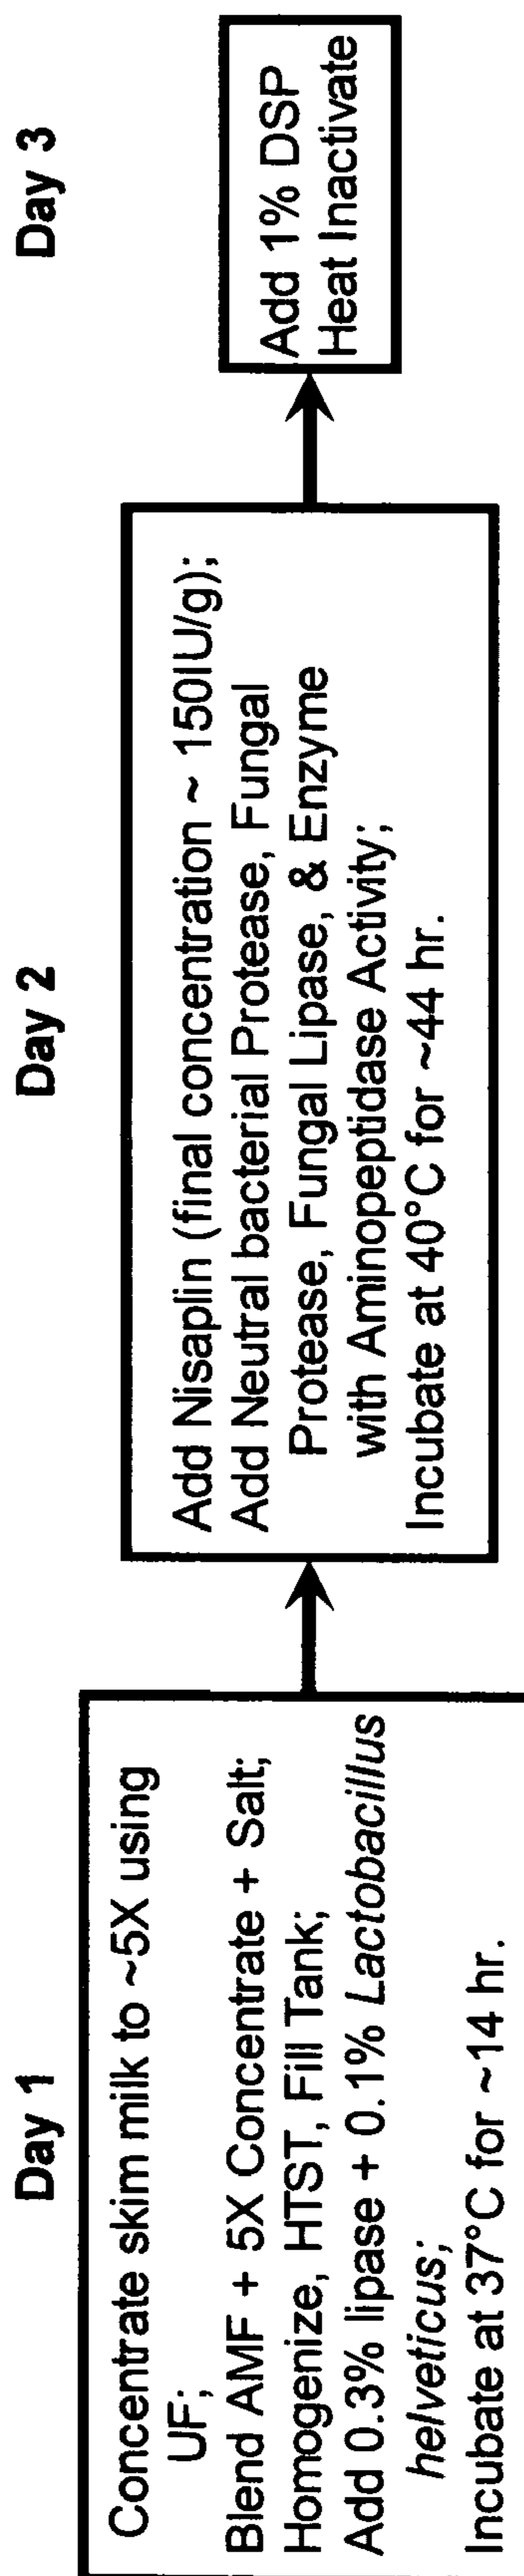 Day 1
Concentrate skim milk to ~5X using
UF;
Blend AMF + 5X Concentrate + Salt;
Homogenize, HTST, Fill Tank;
Add 0.3% lipase + 0.1% Lactobacillus
helveticus;
Incubate at 37°C for ~14 hr.
Day 2
Add Nisaplin (final concentration ~ 150IU/g);
Add Neutral bacterial Protease, Fungal
Protease, Fungal Lipase, & Enzyme
with Aminopeptidase Activity;
Incubate at 40°C for ~44 hr.
Day 3
Add 1% DSP
Heat Inactivate